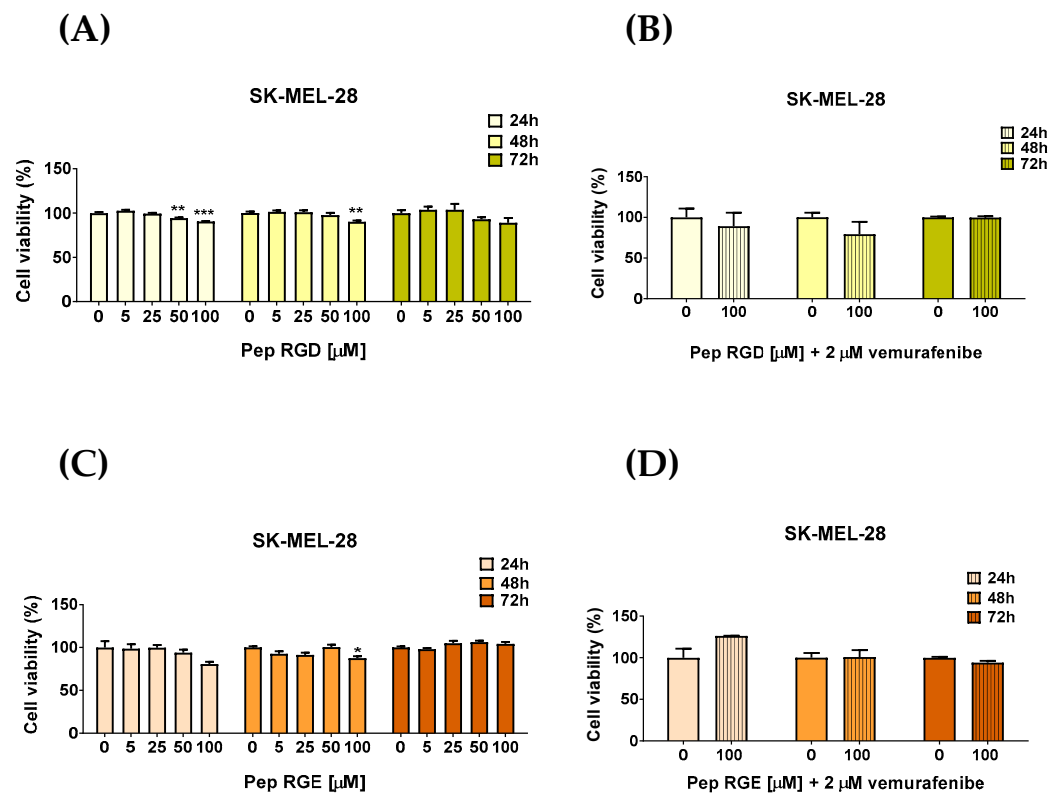 (A)
SK-MEL-28
24h
48h
72h
Cell viability (%)
150
100
50
0
** *** **
0 5 25 50 100 0 5 25 50 100 0 5 25 50 100
Pep RGD [μM]
(B)
SK-MEL-28
24h
48h
72h
Cell viability (%)
150
100
50
0
0 100 0 100 0 100
Pep RGD [μM] + 2 μM vemurafenibe
(C)
SK-MEL-28
24h
48h
72h
Cell viability (%)
150
100
50
0
*
0 5 25 50 100 0 5 25 50 100 0 5 25 50 100
Pep RGE [μM]
(D)
SK-MEL-28
24h
48h
72h
Cell viability (%)
150
100
50
0
0 100 0 100 0 100
Pep RGE [μM] + 2 μM vemurafenibe